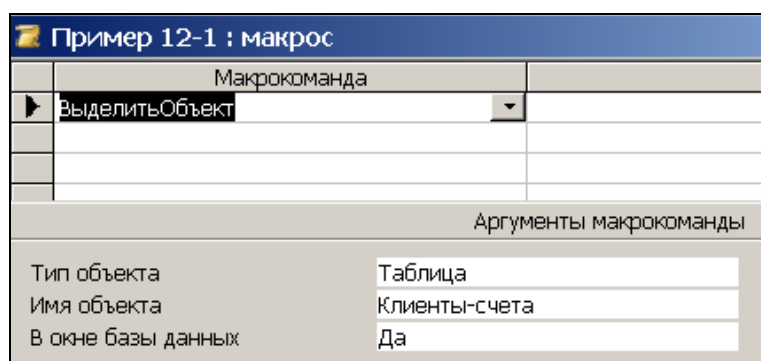 Пример 12-1 : макрос
Макрокоманда
ВыделитьОбъект
Аргументы макрокоманды
Тип объекта Таблица
Имя объекта Клиенты-счета
В окне базы данных Да